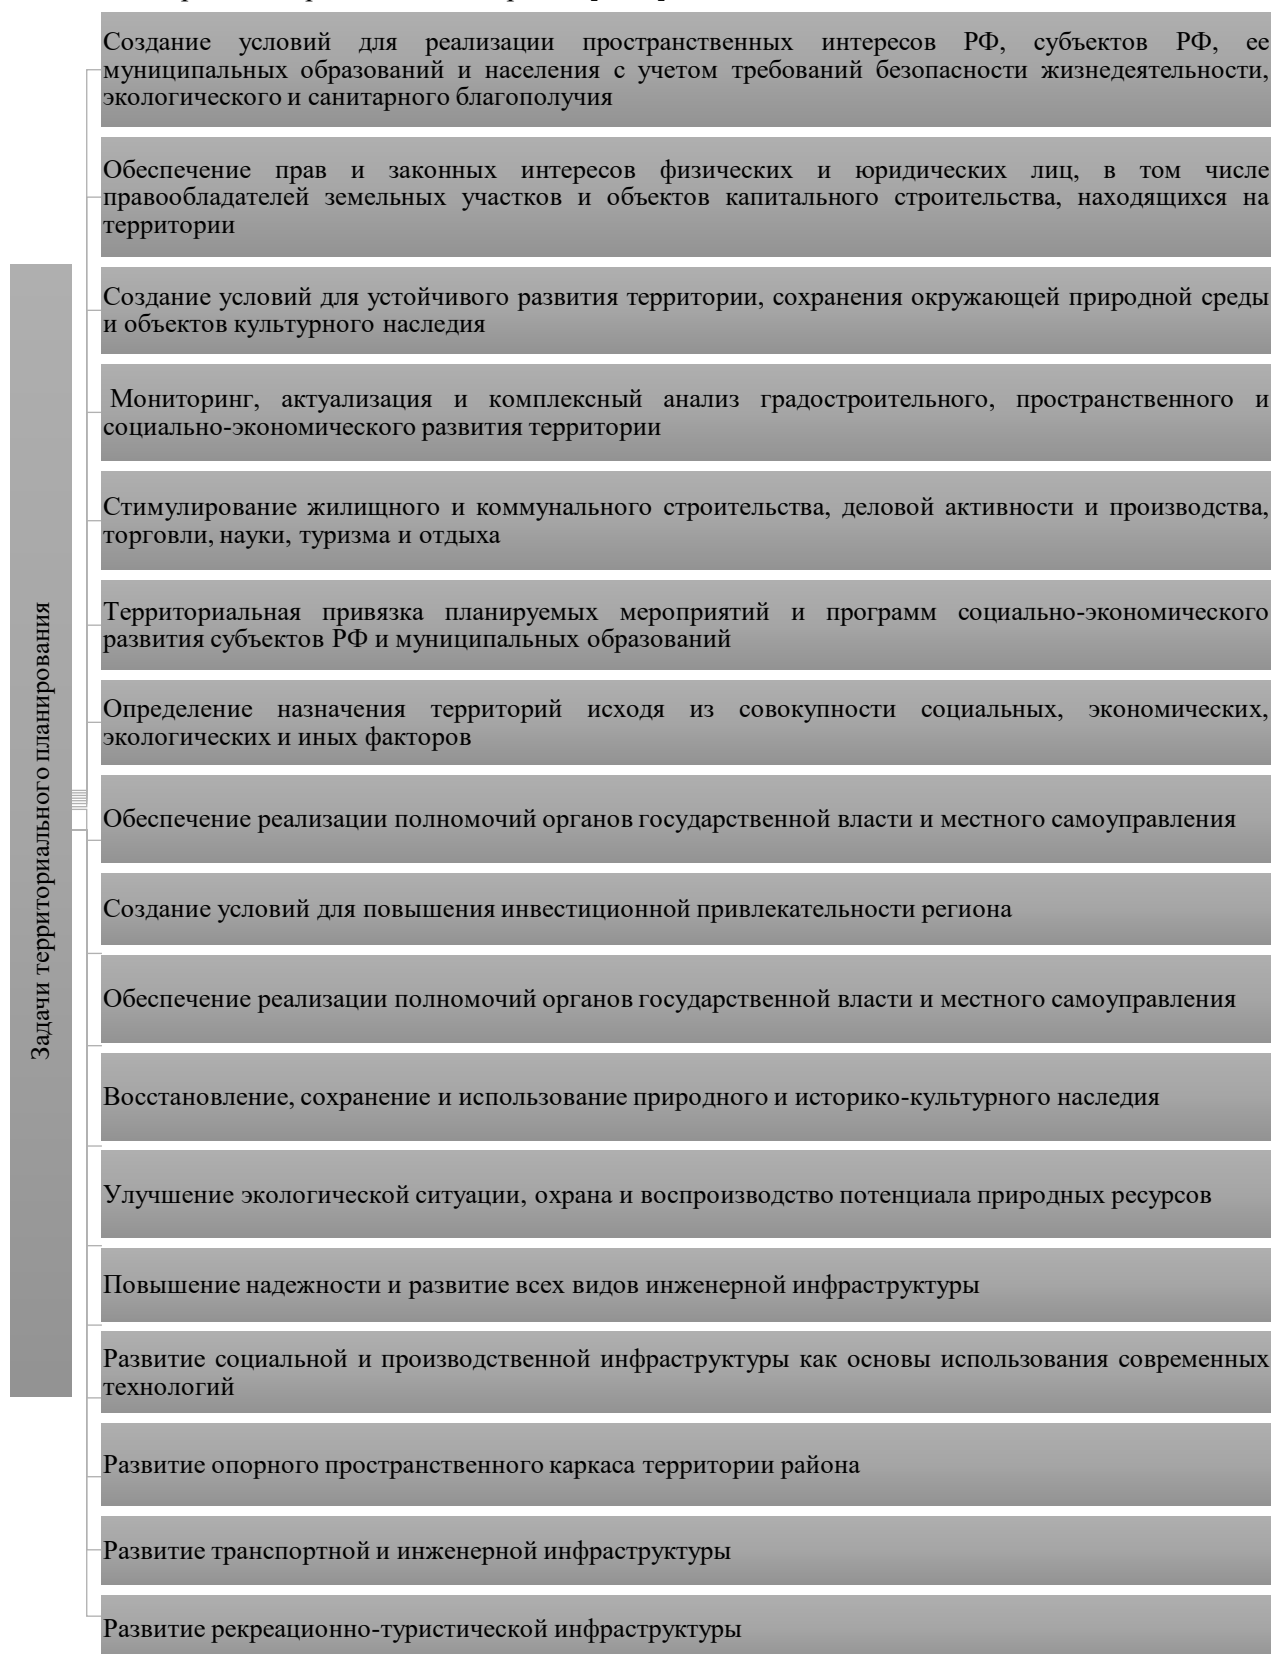 Создание условий для реализации пространственных интересов РФ, субъектов РФ, ее
муниципальных образований и населения с учетом требований безопасности жизнедеятельности,
экологического и санитарного благополучия
Обеспечение прав и законных интересов физических и юридических лиц, в том числе
правообладателей земельных участков и объектов капитального строительства, находящихся на
территории
Создание условий для устойчивого развития территории, сохранения окружающей природной среды
и объектов культурного наследия
Мониторинг, актуализация и комплексный анализ градостроительного, пространственного и
социально-экономического развития территории
Стимулирование жилищного и коммунального строительства, деловой активности и производства,
торговли, науки, туризма и отдыха
Территориальная привязка планируемых мероприятий и программ социально-экономического
развития субъектов РФ и муниципальных образований
Определение назначения территорий исходя из совокупности социальных, экономических,
экологических и иных факторов
Задачи территориального планирования
Обеспечение реализации полномочий органов государственной власти и местного самоуправления
Создание условий для повышения инвестиционной привлекательности региона
Обеспечение реализации полномочий органов государственной власти и местного самоуправления
Восстановление, сохранение и использование природного и историко-культурного наследия
Улучшение экологической ситуации, охрана и воспроизводство потенциала природных ресурсов
Повышение надежности и развитие всех видов инженерной инфраструктуры
Развитие социальной и производственной инфраструктуры как основы использования современных
технологий
Развитие опорного пространственного каркаса территории района
Развитие транспортной и инженерной инфраструктуры
Развитие рекреационно-туристической инфраструктуры